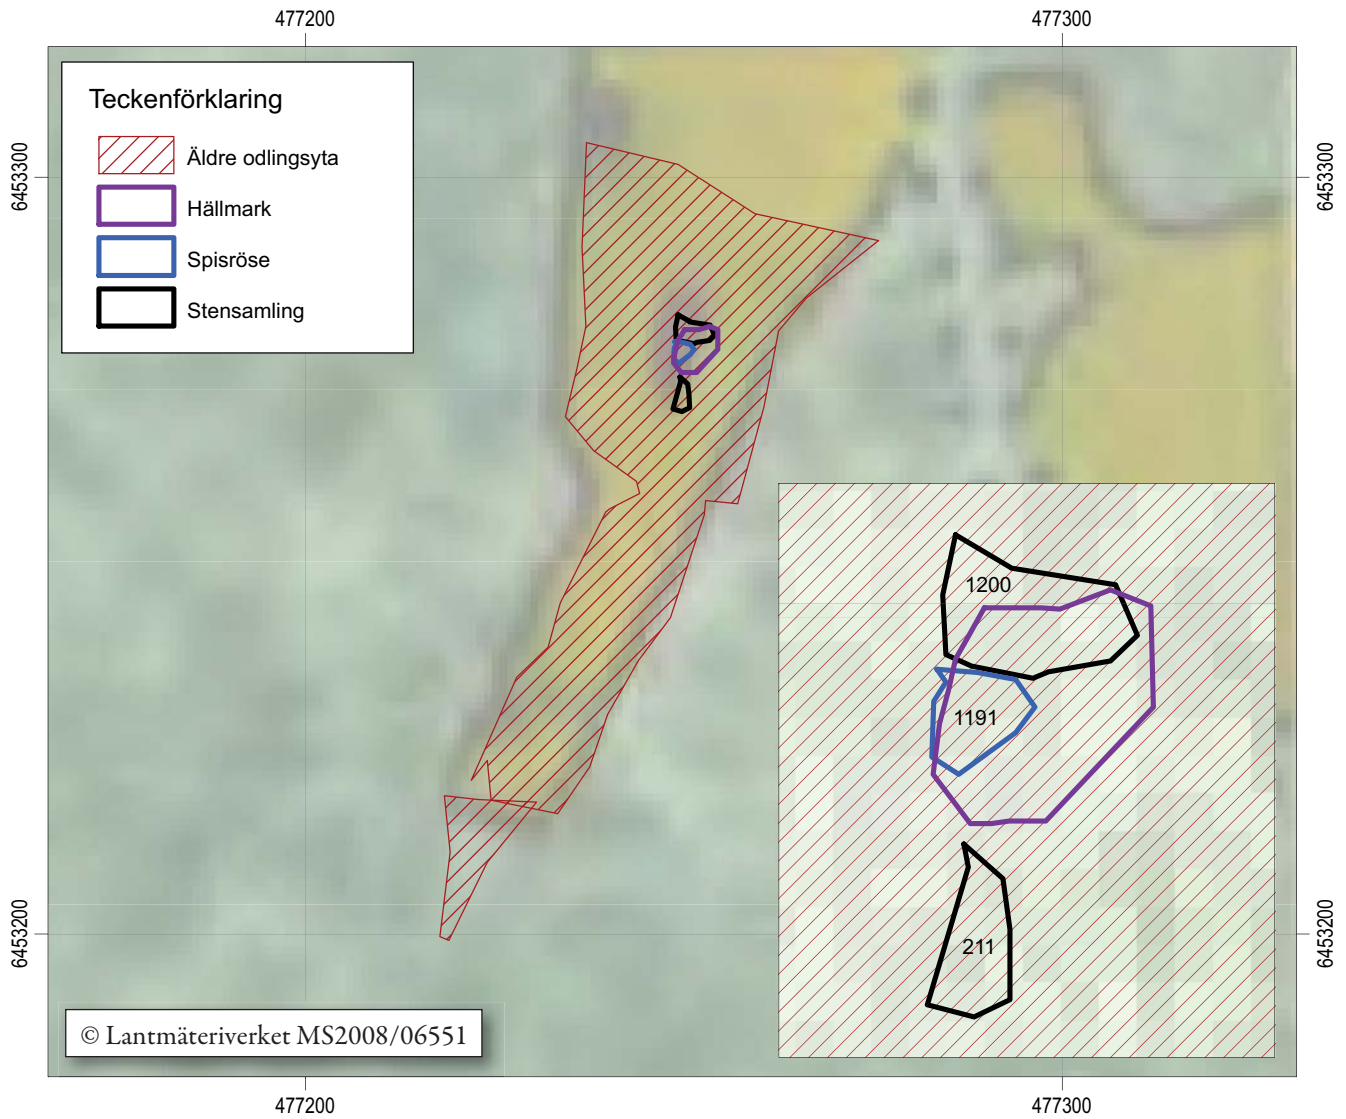 477200
477300
Teckenförklaring
Äldre odlingsyta
Hällmark
Spisröse
Stensamling
6453300
6453300
1200
1191
211
6453200
6453200
© Lantmäteriverket MS2008/06551
477200
477300